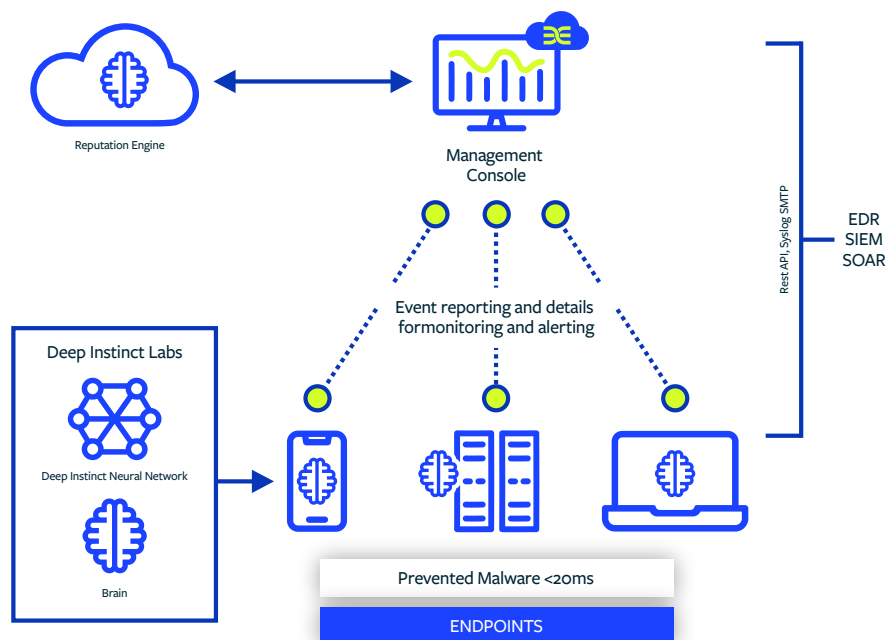 Reputation Engine
Management
Console
Rest API, Syslog SMTP
EDR
SIEM
SOAR
Event reporting and details
formonitoring and alerting
Deep Instinct Labs
Deep Instinct Neural Network
Brain
Prevented Malware <20ms
ENDPOINTS